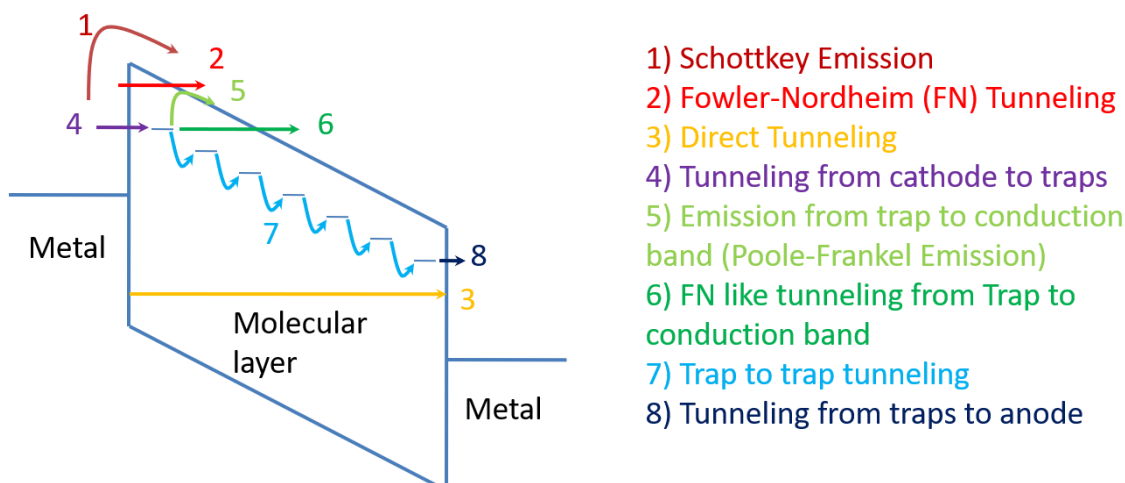 1
2
5
4
6
7
8
3
Metal
Molecular
layer
Metal
1) Schottkey Emission
2) Fowler-Nordheim (FN) Tunneling
3) Direct Tunneling
4) Tunneling from cathode to traps
5) Emission from trap to conduction
band (Poole-Frankel Emission)
6) FN like tunneling from Trap to
conduction band
7) Trap to trap tunneling
8) Tunneling from traps to anode